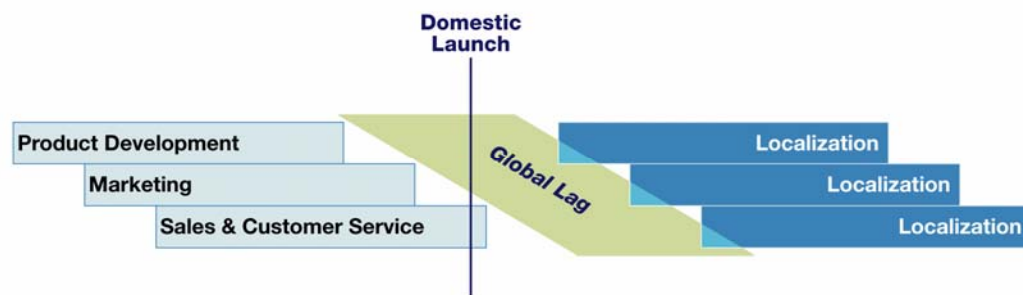 Domestic
Launch
Product Development
Marketing
Sales & Customer Service
Global Lag
Localization
Localization
Localization